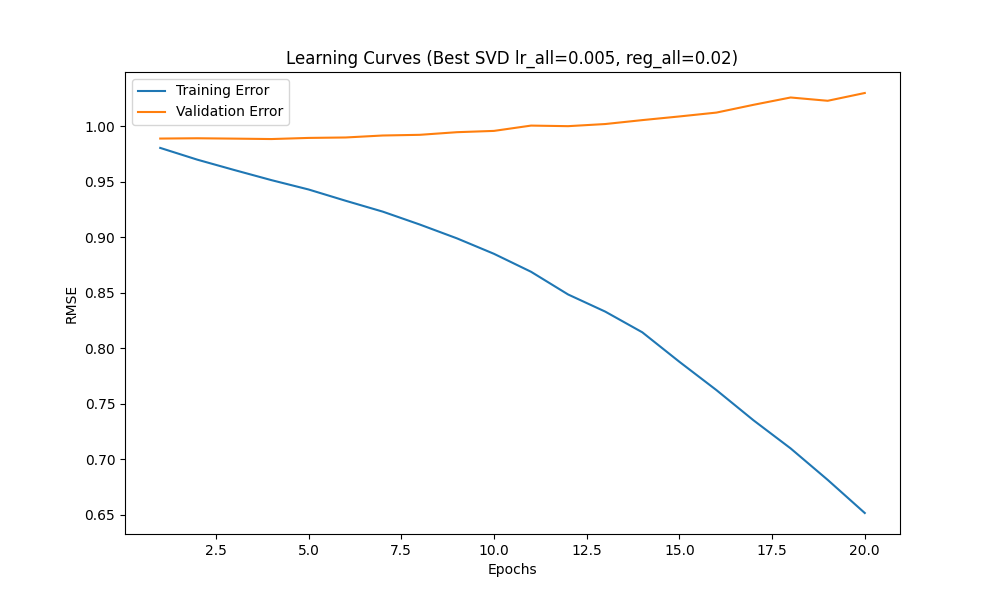 Learning Curves (Best SVD lr_all=0.005, reg_all=0.02)
Training Error
Validation Error
1.00
0.95
0.90
0.85
0.80
0.75
0.70
0.65
RMSE
2.5 5.0 7.5 10.0 12.5 15.0 17.5 20.0
Epochs